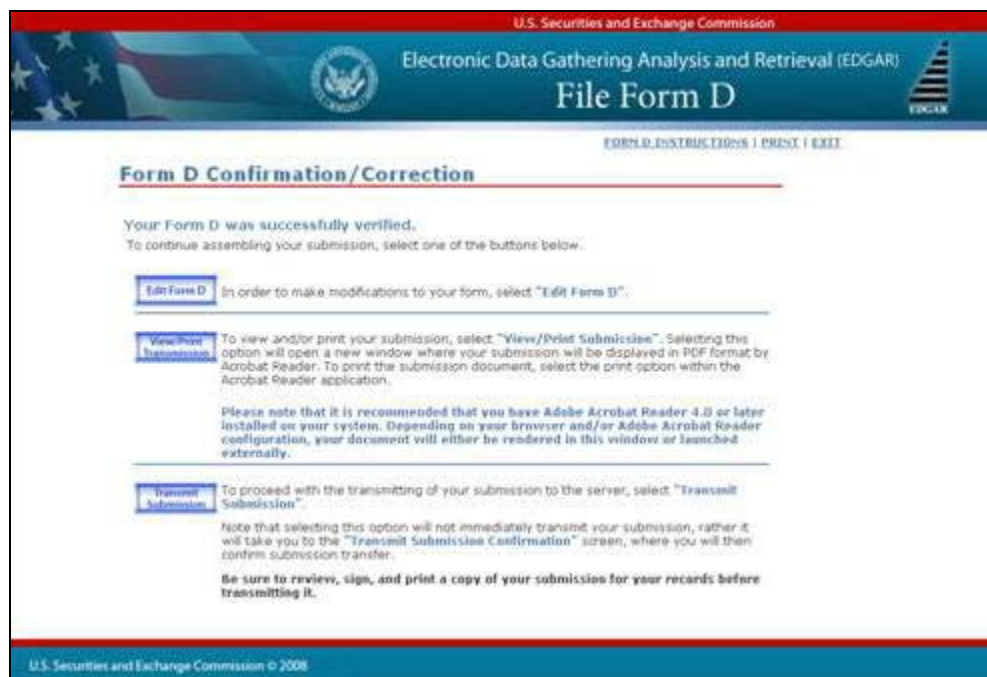 U.S. Securities and Exchange Commission
Electronic Data Gathering Analysis and Retrieval (EDGAR)
File Form D
EDGAR
FORM D INSTRUCTIONS | PRINT | EXIT
Form D Confirmation/Correction
Your Form D was successfully verified.
To continue assembling your submission, select one of the buttons below.
Edit Form D
In order to make modifications to your form, select "Edit Form D".
View/Print
Transmission
To view and/or print your submission, select "View/Print Submission". Selecting this
option will open a new window where your submission will be displayed in PDF format by
Acrobat Reader. To print the submission document, select the print option within the
Acrobat Reader application.
Please note that it is recommended that you have Adobe Acrobat Reader 4.0 or later
installed on your system. Depending on your browser and/or Adobe Acrobat Reader
configuration, your document will either be rendered in this window or launched
externally.
Transmit
Submission
To proceed with the transmitting of your submission to the server, select "Transmit
Submission".
Note that selecting this option will not immediately transmit your submission, rather it
will take you to the "Transmit Submission Confirmation" screen, where you will then
confirm submission transfer.
Be sure to review, sign, and print a copy of your submission for your records before
transmitting it.
U.S. Securities and Exchange Commission © 2008